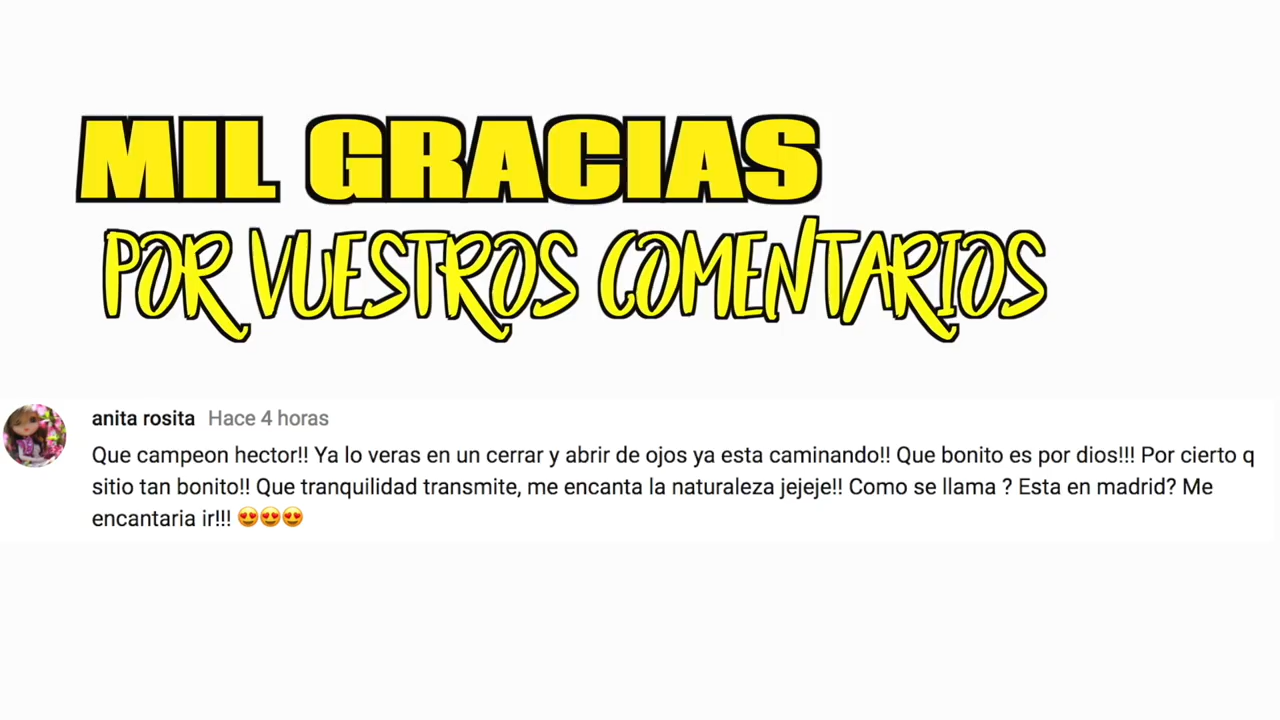 MIL GRACIAS
POR VUESTROS COMENTARIOS
anita rosita Hace 4 horas
Que campeon hector!! Ya lo veras en un cerrar y abrir de ojos ya esta caminando!! Que bonito es por dios!!! Por cierto q
sitio tan bonito!! Que tranquilidad transmite, me encanta la naturaleza jejeje!! Como se llama ? Esta en madrid? Me
encantaria ir!!! 😍😍😍